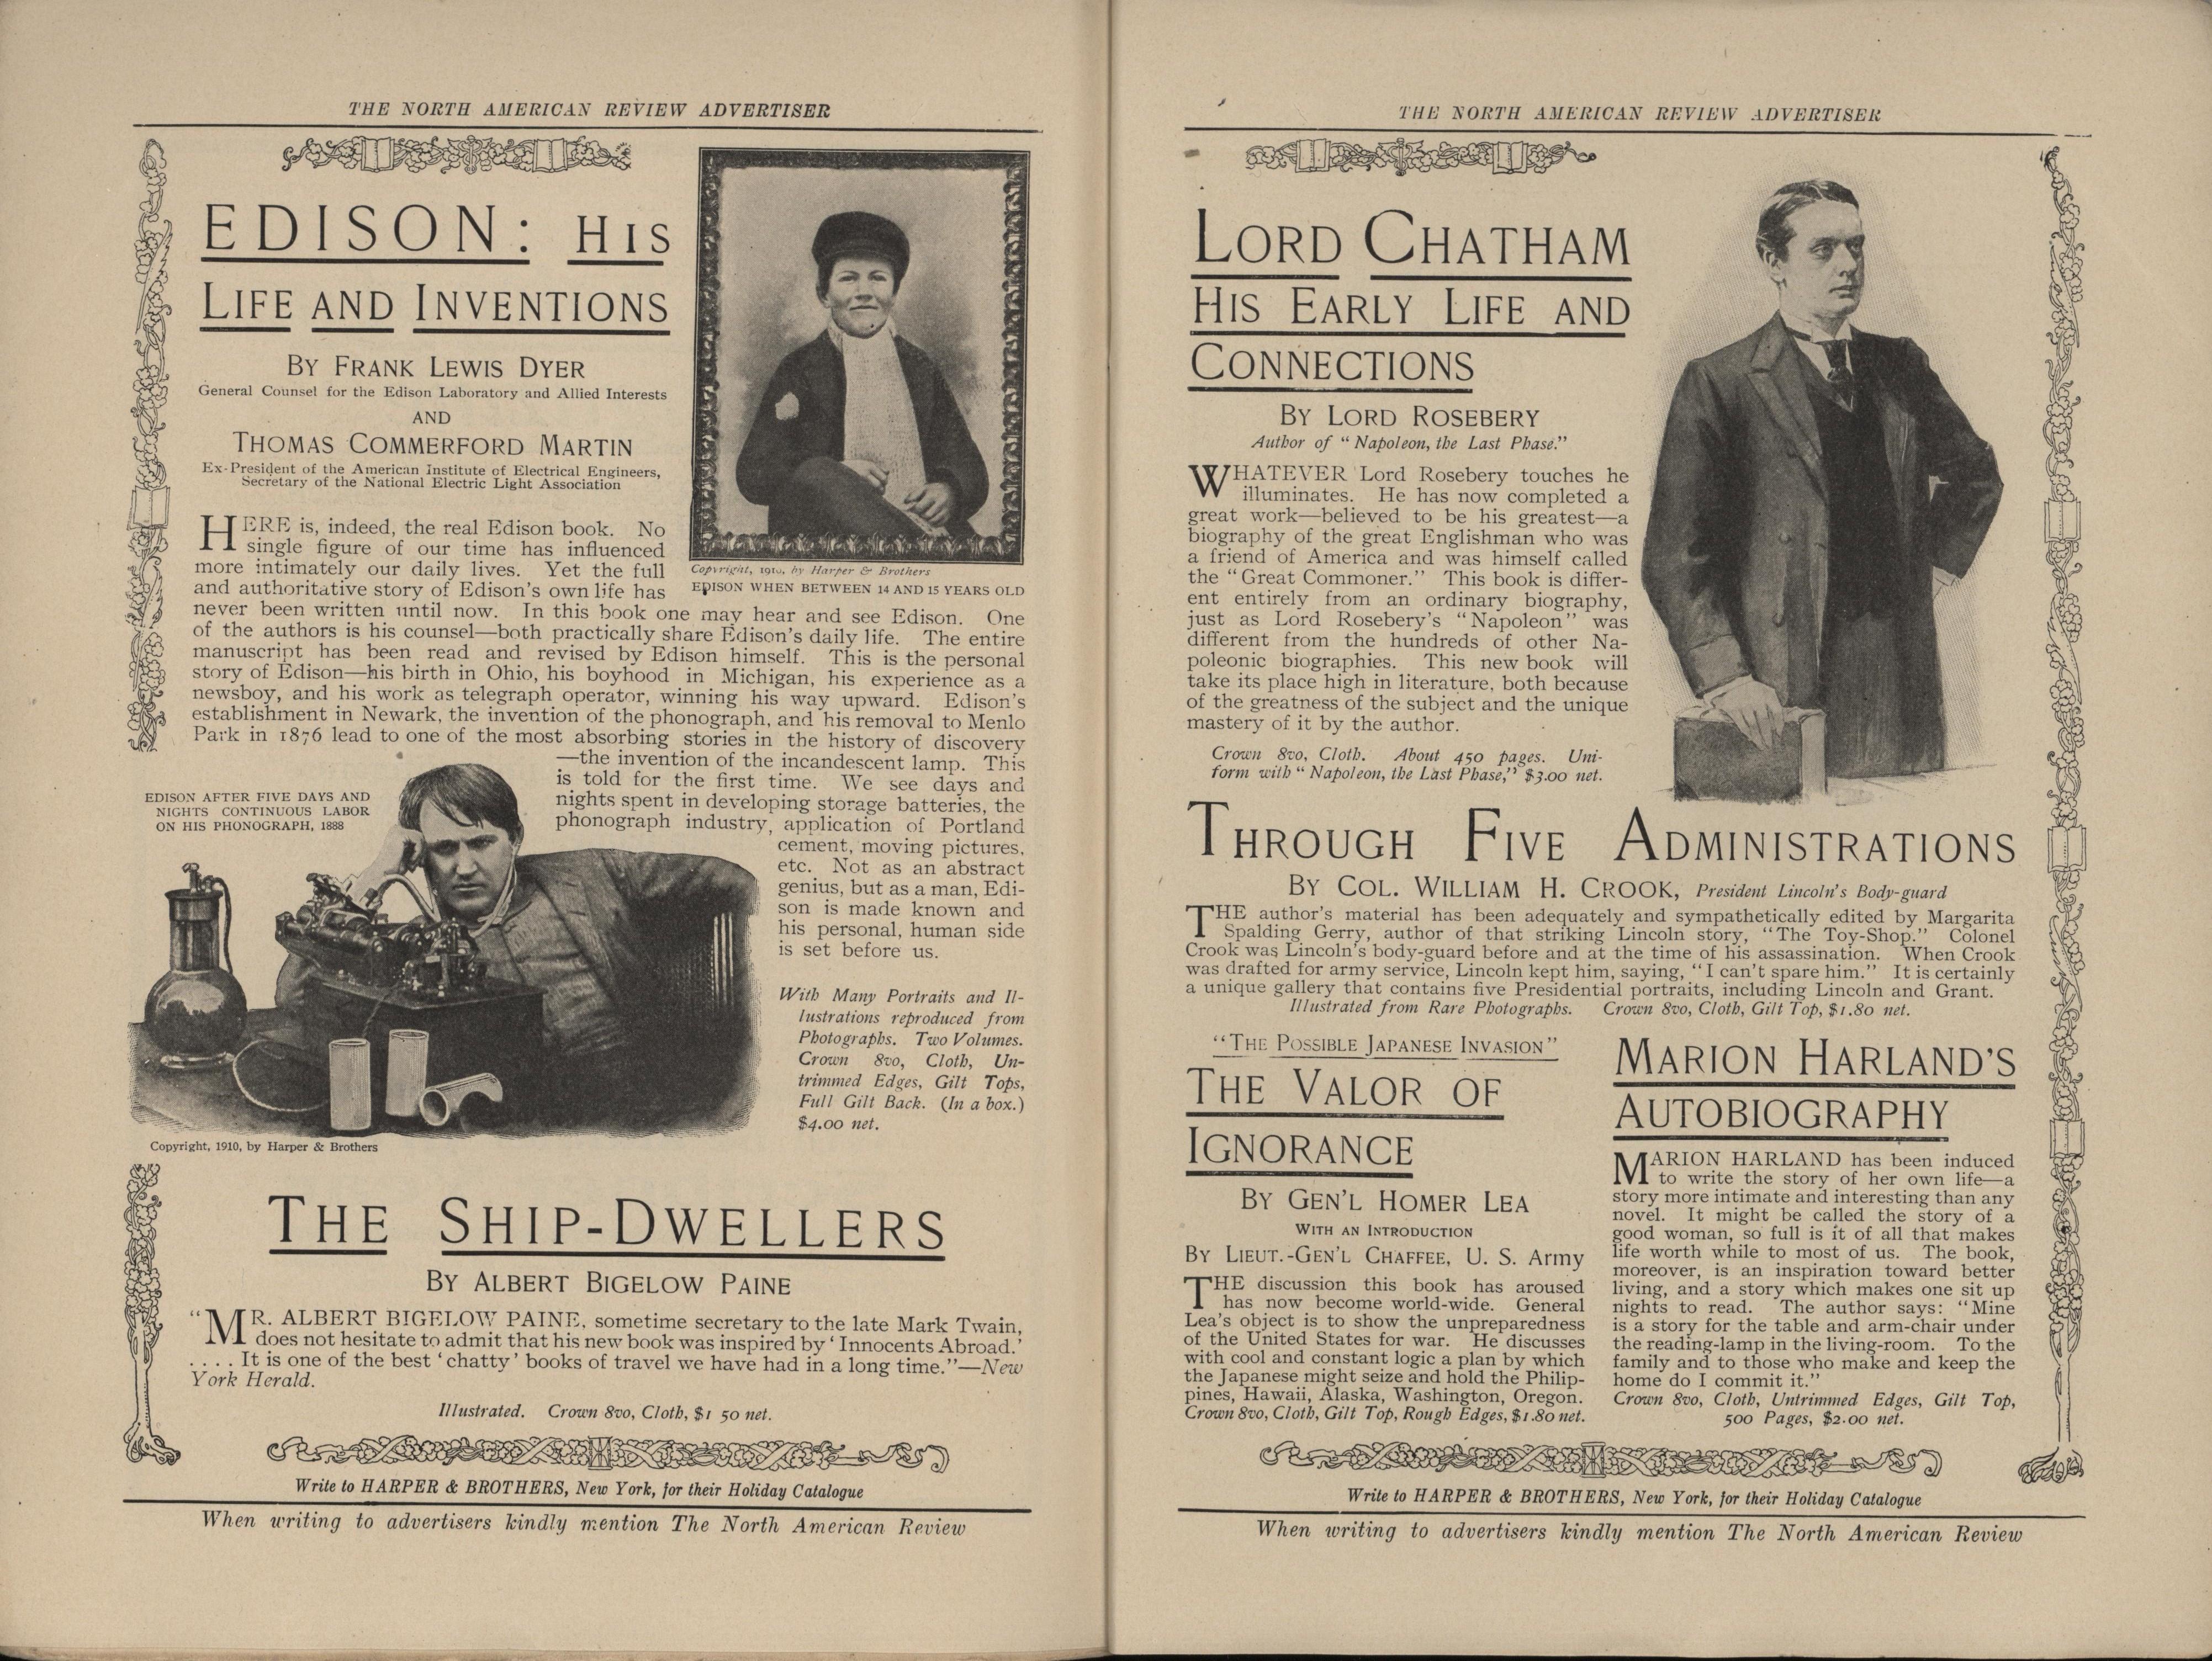 THE NORTH AMERICAN REVIEW ADVERTISER
EDISON: HIS
LIFE AND INVENTIONS
BY FRANK LEWIS DYER
General Counsel for the Edison Laboratory and Allied Interests
AND
THOMAS COMMERFORD MARTIN
Ex-President of the American Institute of Electrical Engineers,
Secretary of the National Electric Light Association
Copyright, 1910, by Harper & Brothers
EDISON WHEN BETWEEN 14 AND 15 YEARS OLD
HERE is, indeed, the real Edison book. No
single figure of our time has influenced
more intimately our daily lives. Yet the full
and authoritative story of Edison's own life has
never been written until now. In this book one may hear and see Edison. One
of the authors is his counsel—both practically share Edison's daily life. The entire
manuscript has been read and revised by Edison himself. This is the personal
story of Edison—his birth in Ohio, his boyhood in Michigan, his experience as a
newsboy, and his work as telegraph operator, winning his way upward. Edison's
establishment in Newark, the invention of the phonograph, and his removal to Menlo
Park in 1876 lead to one of the most absorbing stories in the history of discovery
—the invention of the incandescent lamp. This
is told for the first time. We see days and
nights spent in developing storage batteries, the
phonograph industry, application of Portland
cement, moving pictures,
etc. Not as an abstract
genius, but as a man, Edi-
son is made known and
his personal, human side
is set before us.
EDISON AFTER FIVE DAYS AND
NIGHTS CONTINUOUS LABOR
ON HIS PHONOGRAPH, 1888
With Many Portraits and Il-
lustrations reproduced from
Photographs. Two Volumes.
Crown 8vo, Cloth, Un-
trimmed Edges, Gilt Tops,
Full Gilt Back. (In a box.)
$4.00 net.
Copyright, 1910, by Harper & Brothers
THE SHIP-DWELLERS
BY ALBERT BIGELOW PAINE
"MR. ALBERT BIGELOW PAINE, sometime secretary to the late Mark Twain,
does not hesitate to admit that his new book was inspired by 'Innocents Abroad.'
. . . . It is one of the best 'chatty' books of travel we have had in a long time."—New
York Herald.
Illustrated. Crown 8vo, Cloth, $1 50 net.
Write to HARPER & BROTHERS, New York, for their Holiday Catalogue
When writing to advertisers kindly mention The North American Review
THE NORTH AMERICAN REVIEW ADVERTISER
LORD CHATHAM
HIS EARLY LIFE AND
CONNECTIONS
BY LORD ROSEBERY
Author of "Napoleon, the Last Phase."
WHATEVER Lord Rosebery touches he
illuminates. He has now completed a
great work—believed to be his greatest—a
biography of the great Englishman who was
a friend of America and was himself called
the "Great Commoner." This book is differ-
ent entirely from an ordinary biography,
just as Lord Rosebery's "Napoleon" was
different from the hundreds of other Na-
poleonic biographies. This new book will
take its place high in literature, both because
of the greatness of the subject and the unique
mastery of it by the author.
Crown 8vo, Cloth. About 450 pages. Uni-
form with "Napoleon, the Last Phase," $3.00 net.
THROUGH FIVE ADMINISTRATIONS
BY COL. WILLIAM H. CROOK, President Lincoln's Body-guard
THE author's material has been adequately and sympathetically edited by Margarita
Spalding Gerry, author of that striking Lincoln story, "The Toy-Shop." Colonel
Crook was Lincoln's body-guard before and at the time of his assassination. When Crook
was drafted for army service, Lincoln kept him, saying, "I can't spare him." It is certainly
a unique gallery that contains five Presidential portraits, including Lincoln and Grant.
Illustrated from Rare Photographs. Crown 8vo, Cloth, Gilt Top, $1.80 net.
"THE POSSIBLE JAPANESE INVASION"
THE VALOR OF
IGNORANCE
BY GEN'L HOMER LEA
WITH AN INTRODUCTION
BY LIEUT.-GEN'L CHAFFEE, U. S. Army
THE discussion this book has aroused
has now become world-wide. General
Lea's object is to show the unpreparedness
of the United States for war. He discusses
with cool and constant logic a plan by which
the Japanese might seize and hold the Philip-
pines, Hawaii, Alaska, Washington, Oregon.
Crown 8vo, Cloth, Gilt Top, Rough Edges, $1.80 net.
MARION HARLAND'S
AUTOBIOGRAPHY
MARION HARLAND has been induced
to write the story of her own life—a
story more intimate and interesting than any
novel. It might be called the story of a
good woman, so full is it of all that makes
life worth while to most of us. The book,
moreover, is an inspiration toward better
living, and a story which makes one sit up
nights to read. The author says: "Mine
is a story for the table and arm-chair under
the reading-lamp in the living-room. To the
family and to those who make and keep the
home do I commit it."
Crown 8vo, Cloth, Untrimmed Edges, Gilt Top,
500 Pages, $2.00 net.
Write to HARPER & BROTHERS, New York, for their Holiday Catalogue
When writing to advertisers kindly mention The North American Review